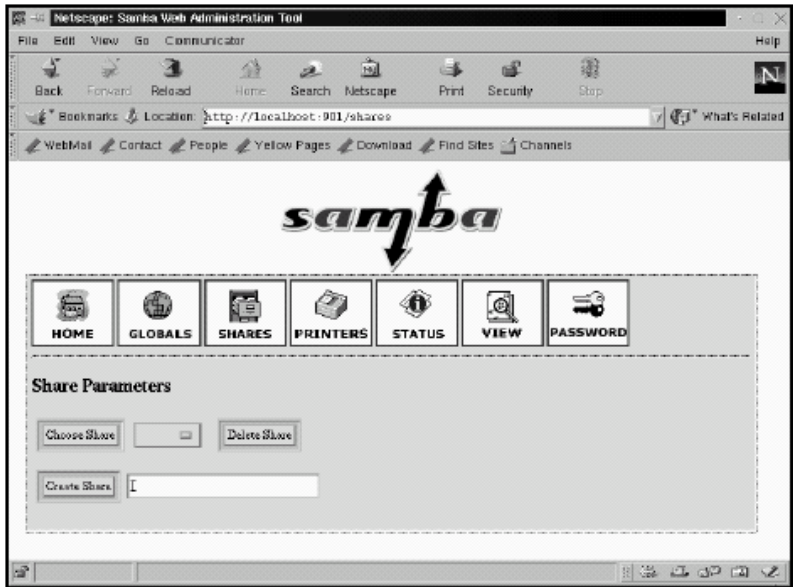 Netscape: Samba Web Administration Tool
File Edit View Go Communicator Help
Back Forward Reload Home Search Netscape Print Security Stop
N
Bookmarks Location: http://localhost:901/shares What's Related
WebMail Contact People Yellow Pages Download Find Sites Channels
samba
HOME GLOBALS SHARES PRINTERS STATUS VIEW PASSWORD
Share Parameters
Choose Share Delete Share
Create Share